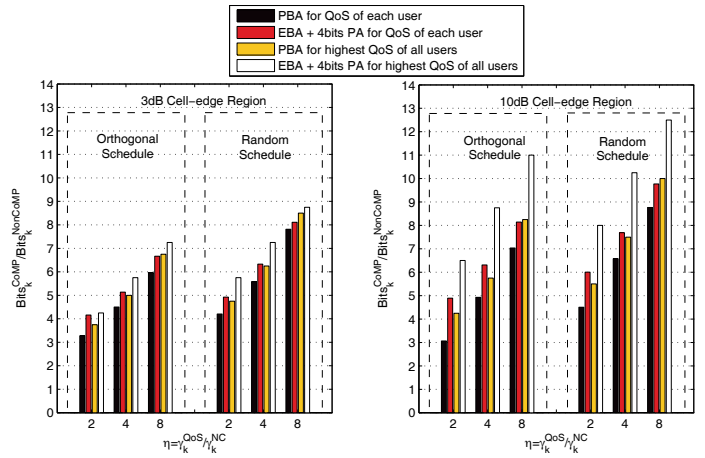 PBA for QoS of each user
EBA + 4bits PA for QoS of each user
PBA for highest QoS of all users
EBA + 4bits PA for highest QoS of all users
3dB Cell-edge Region
Orthogonal
Schedule
Random
Schedule
14
13
12
11
10
9
8
7
6
5
4
3
2
1
0
Bits_k^CoMP/Bits_k^NonCoMP
2 4 8 2 4 8
η=γ_k^QoS/γ_k^NC
10dB Cell-edge Region
Orthogonal
Schedule
Random
Schedule
14
13
12
11
10
9
8
7
6
5
4
3
2
1
0
Bits_k^CoMP/Bits_k^NonCoMP
2 4 8 2 4 8
η=γ_k^QoS/γ_k^NC